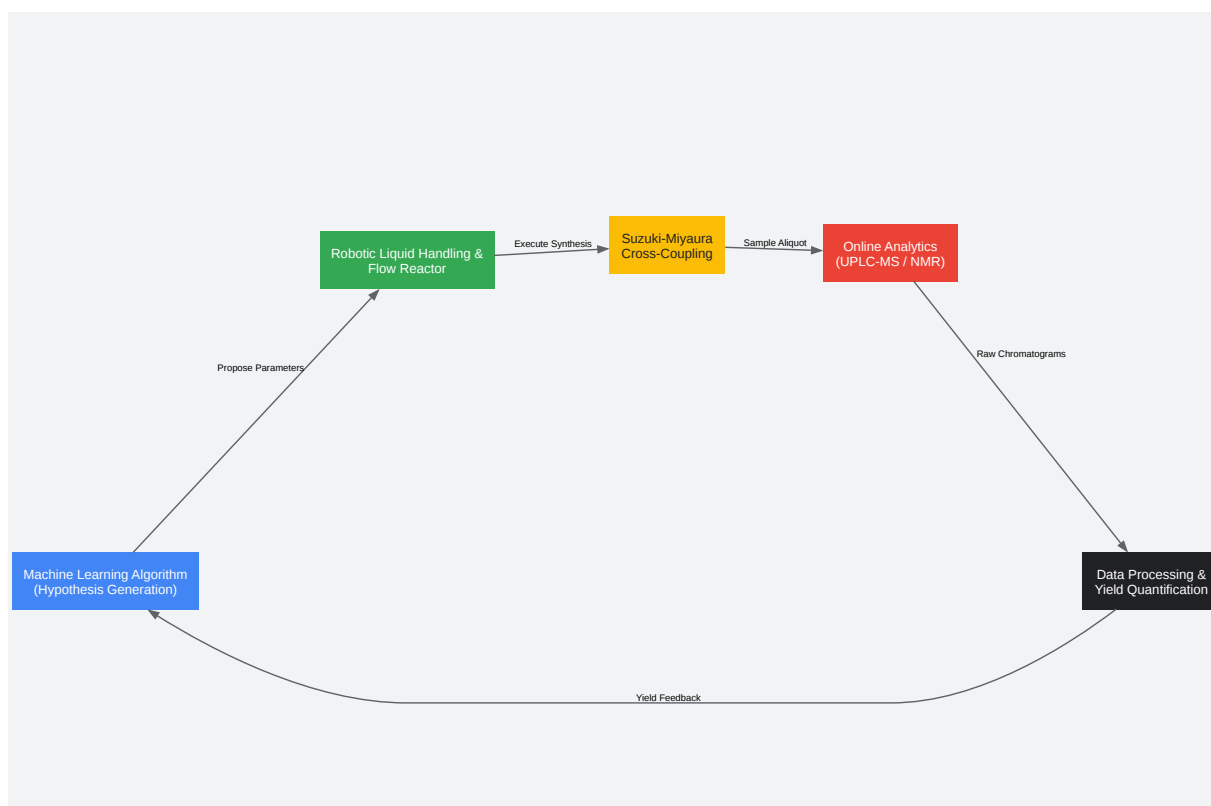 Robotic Liquid Handling &
Flow Reactor
Execute Synthesis
Suzuki-Miyaura
Cross-Coupling
Sample Aliquot
Online Analytics
(UPLC-MS / NMR)
Propose Parameters
Raw Chromatograms
Machine Learning Algorithm
(Hypothesis Generation)
Data Processing &
Yield Quantification
Yield Feedback